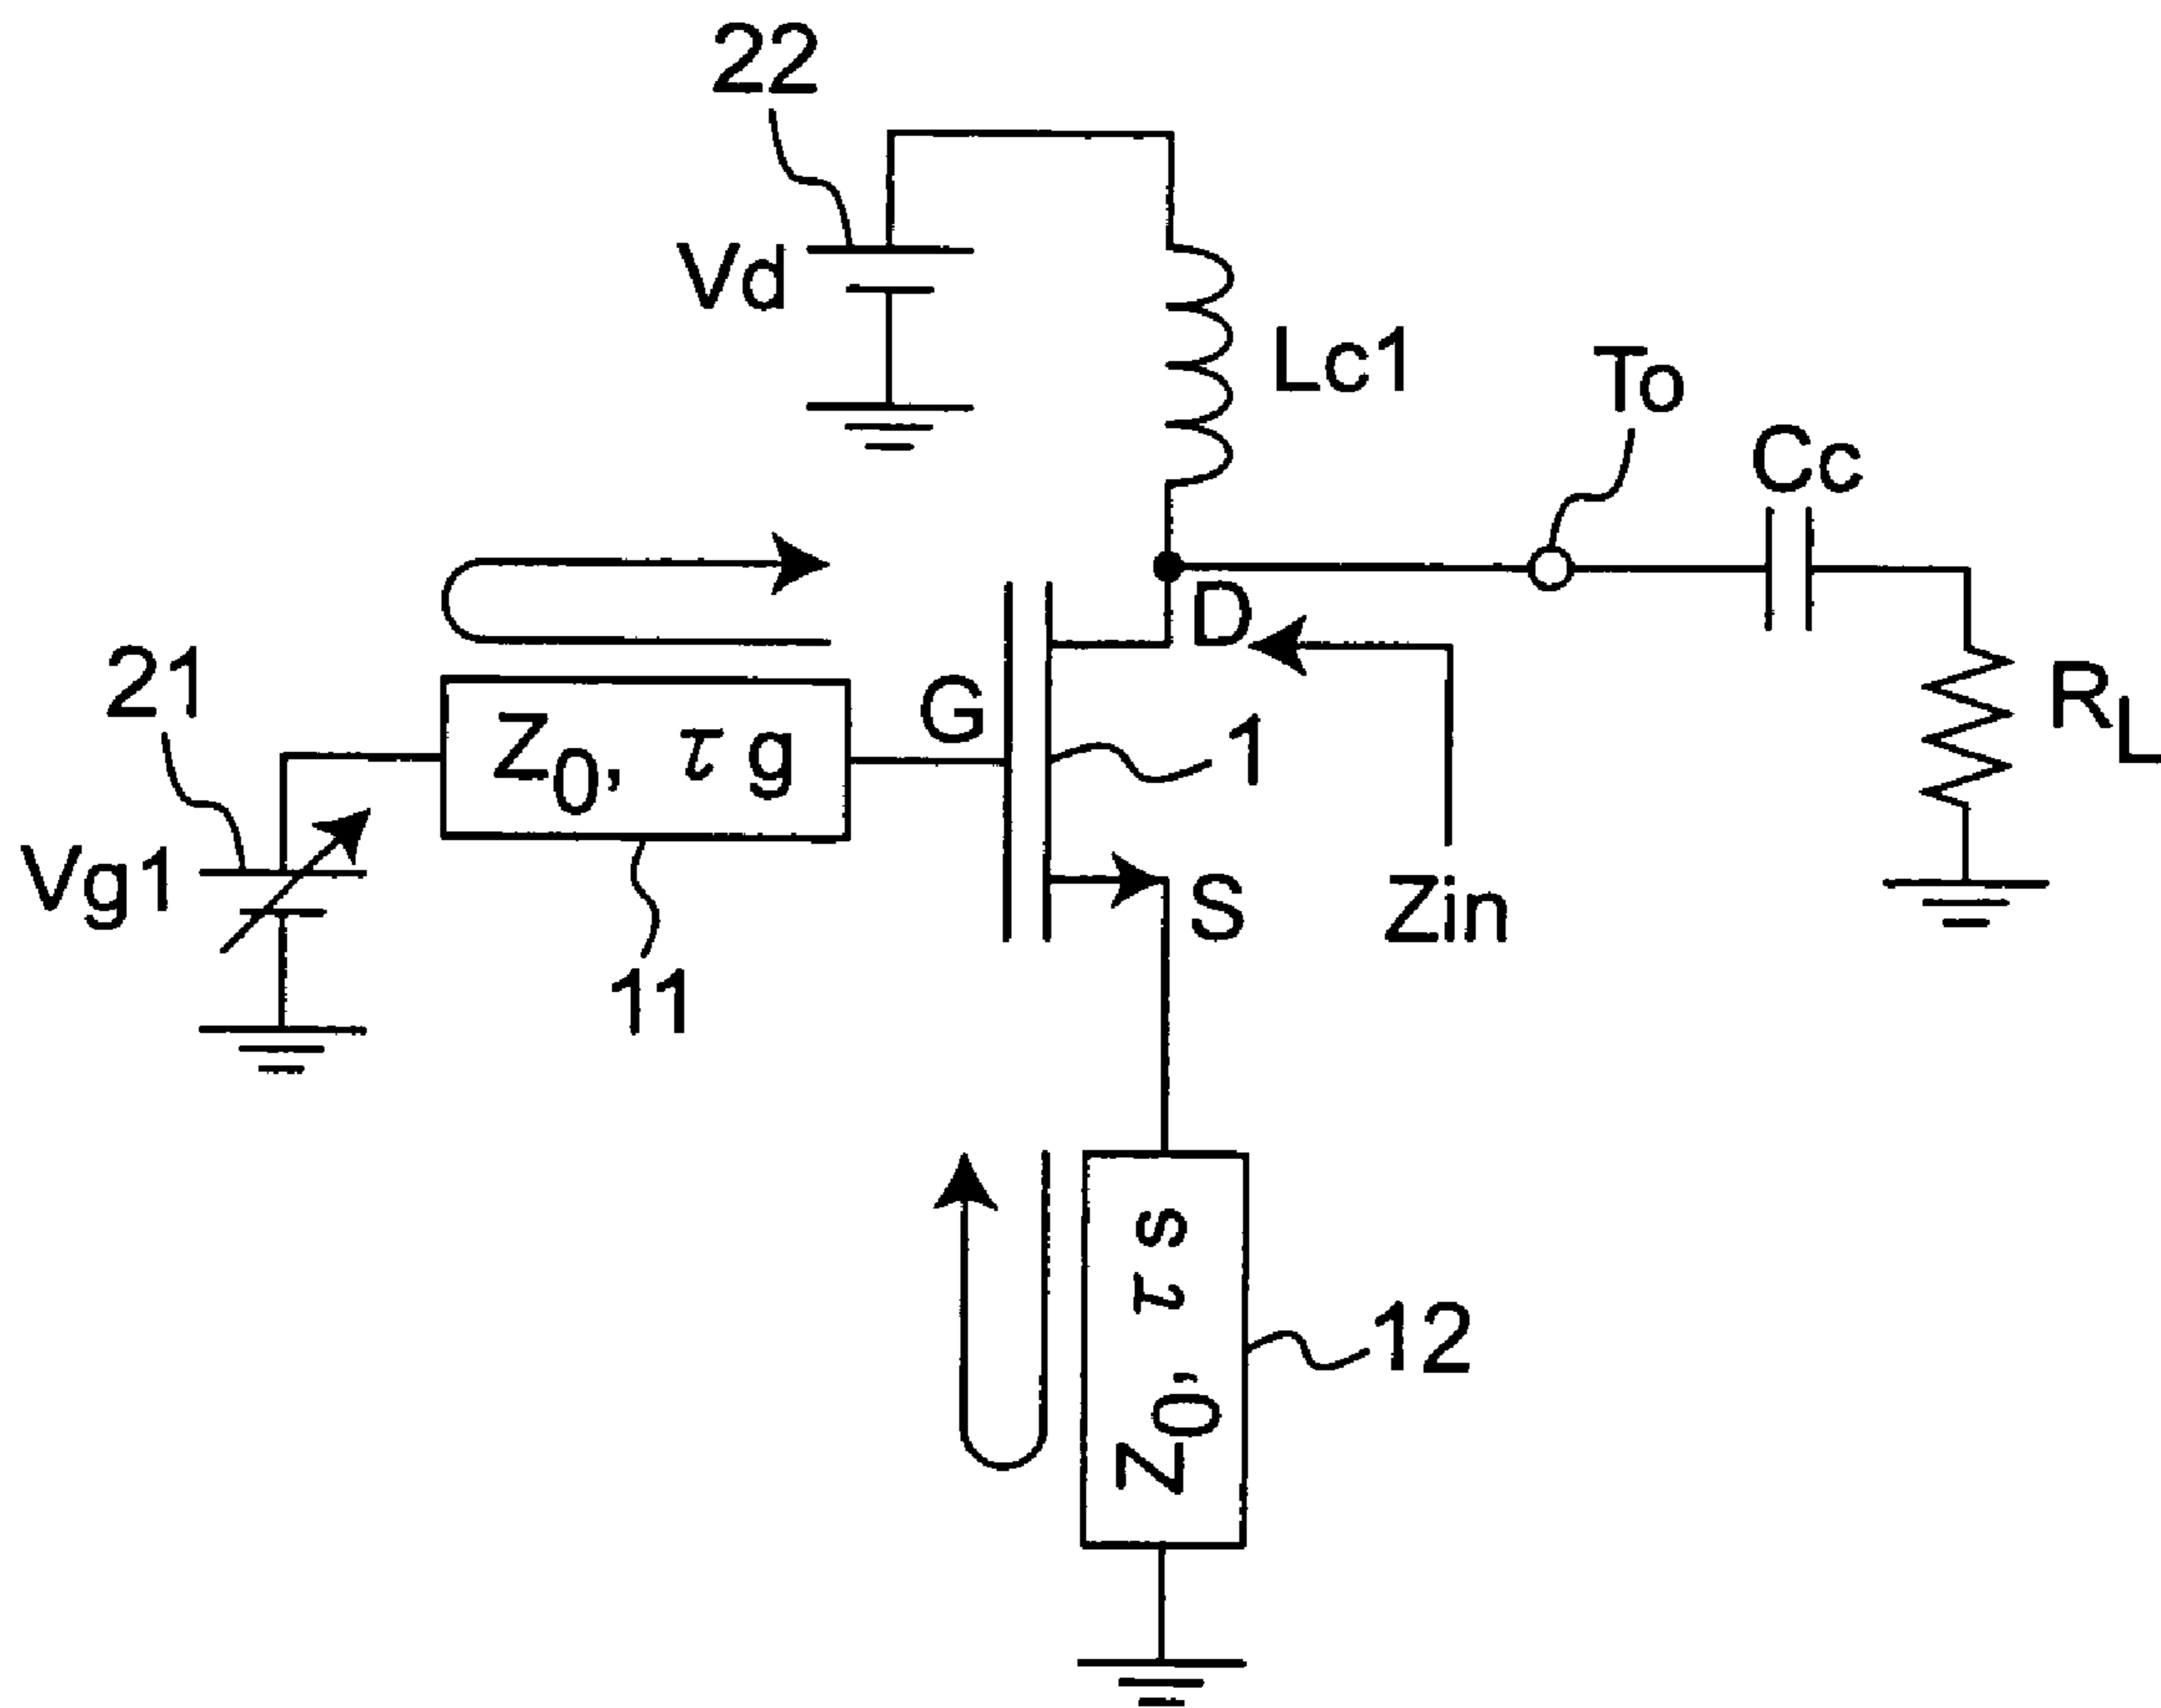 22
Vd
Lc1
To
Cc
D
21
G
Z0, τg
1
RL
Vg1
S
Zin
11
Z0, τs
12